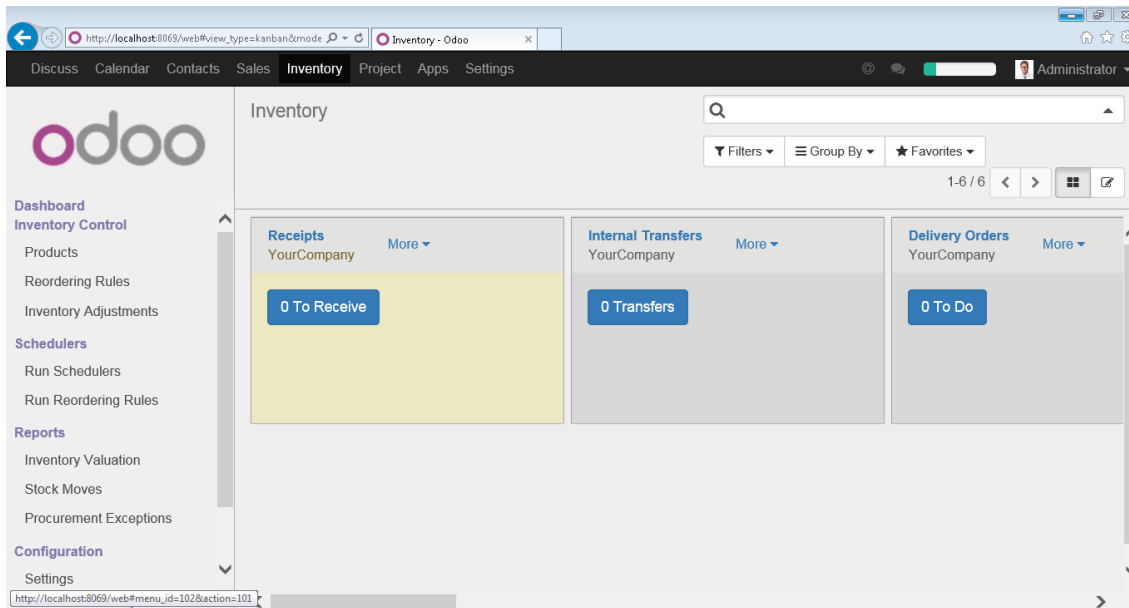 http://localhost:8069/web#view_type=kanban&mode
Inventory - Odoo
Discuss Calendar Contacts Sales Inventory Project Apps Settings @ Administrator
odoo
Inventory
Filters Group By Favorites
1-6 / 6
Dashboard
Inventory Control
Products
Reordering Rules
Inventory Adjustments
Schedulers
Run Schedulers
Run Reordering Rules
Reports
Inventory Valuation
Stock Moves
Procurement Exceptions
Configuration
Settings
Receipts More
YourCompany
0 To Receive
Internal Transfers More
YourCompany
0 Transfers
Delivery Orders More
YourCompany
0 To Do
http://localhost:8069/web#menu_id=102&action=101